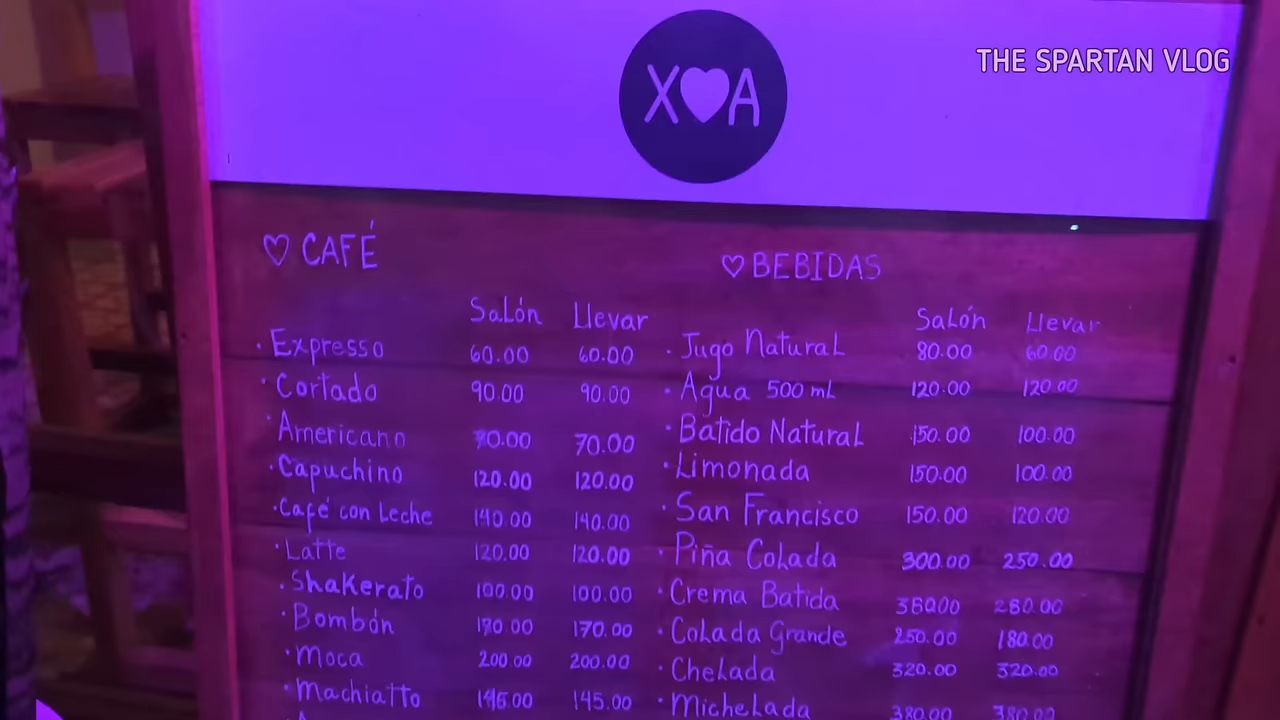 THE SPARTAN VLOG
X♥A
♡ CAFÉ
Salón Llevar
· Expresso 60.00 60.00
· Cortado 90.00 90.00
· Americano 70.00 70.00
· Capuchino 120.00 120.00
· Café con Leche 140.00 140.00
· Latte 120.00 120.00
· Shakerato 100.00 100.00
· Bombón 170.00 170.00
· Moca 200.00 200.00
· Machiatto 145.00 145.00
♡ BEBIDAS
Salón Llevar
· Jugo Natural 80.00 60.00
· Agua 500 mL 120.00 120.00
· Batido Natural 150.00 100.00
· Limonada 150.00 100.00
· San Francisco 150.00 120.00
· Piña Colada 300.00 250.00
· Crema Batida 380.00 280.00
· Colada Grande 250.00 180.00
· Chelada 320.00 320.00
· Michelada 380.00 380.00